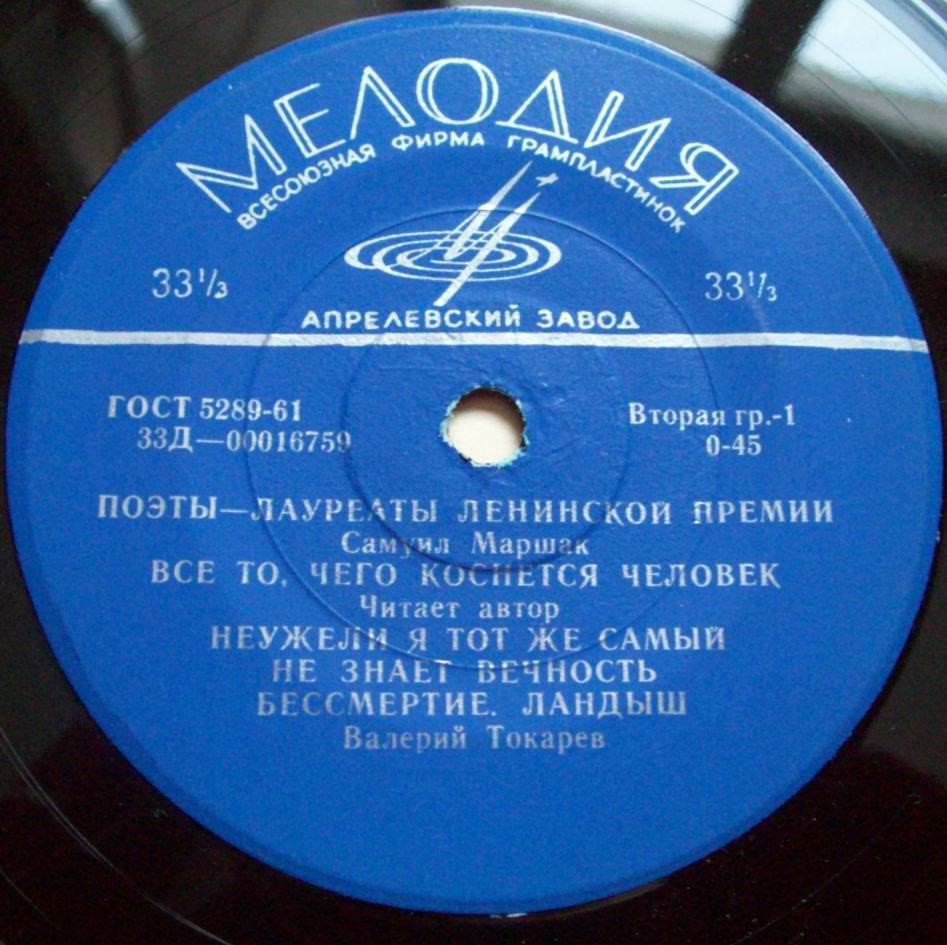 МЕЛОДИЯ
ВСЕСОЮЗНАЯ ФИРМА ГРАМПЛАСТИНОК
33⅓ 33⅓
АПРЕЛЕВСКИЙ ЗАВОД
ГОСТ 5289-61 Вторая гр.-1
33Д—00016759 0-45
ПОЭТЫ—ЛАУРЕАТЫ ЛЕНИНСКОЙ ПРЕМИИ
Самуил Маршак
ВСЕ ТО, ЧЕГО КОСНЕТСЯ ЧЕЛОВЕК
Читает автор
НЕУЖЕЛИ Я ТОТ ЖЕ САМЫЙ
НЕ ЗНАЕТ ВЕЧНОСТЬ
БЕССМЕРТИЕ. ЛАНДЫШ
Валерий Токарев